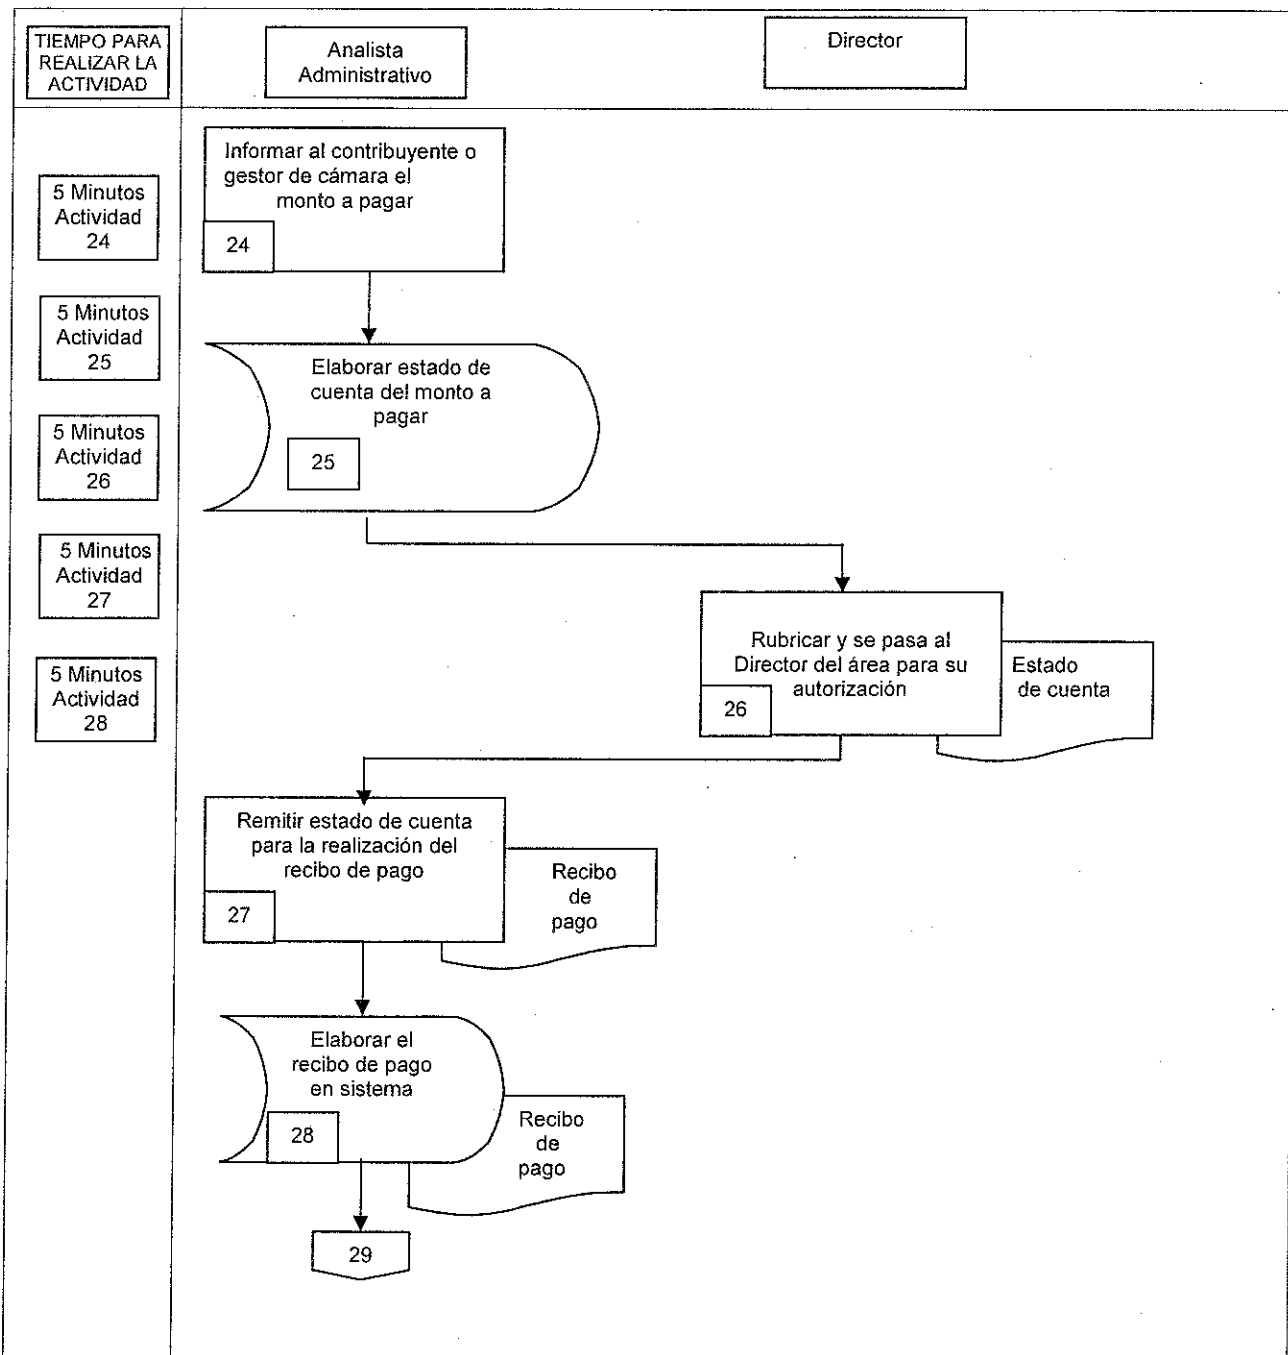 TIEMPO PARA
REALIZAR LA
ACTIVIDAD
Analista
Administrativo
Director
5 Minutos
Actividad
24
5 Minutos
Actividad
25
5 Minutos
Actividad
26
5 Minutos
Actividad
27
5 Minutos
Actividad
28
Informar al contribuyente o
gestor de cámara el
monto a pagar
24
Elaborar estado de
cuenta del monto a
pagar
25
Rubricar y se pasa al
Director del área para su
autorización
26
Estado
de cuenta
Remitir estado de cuenta
para la realización del
recibo de pago
27
Recibo
de
pago
Elaborar el
recibo de pago
en sistema
28
Recibo
de
pago
29